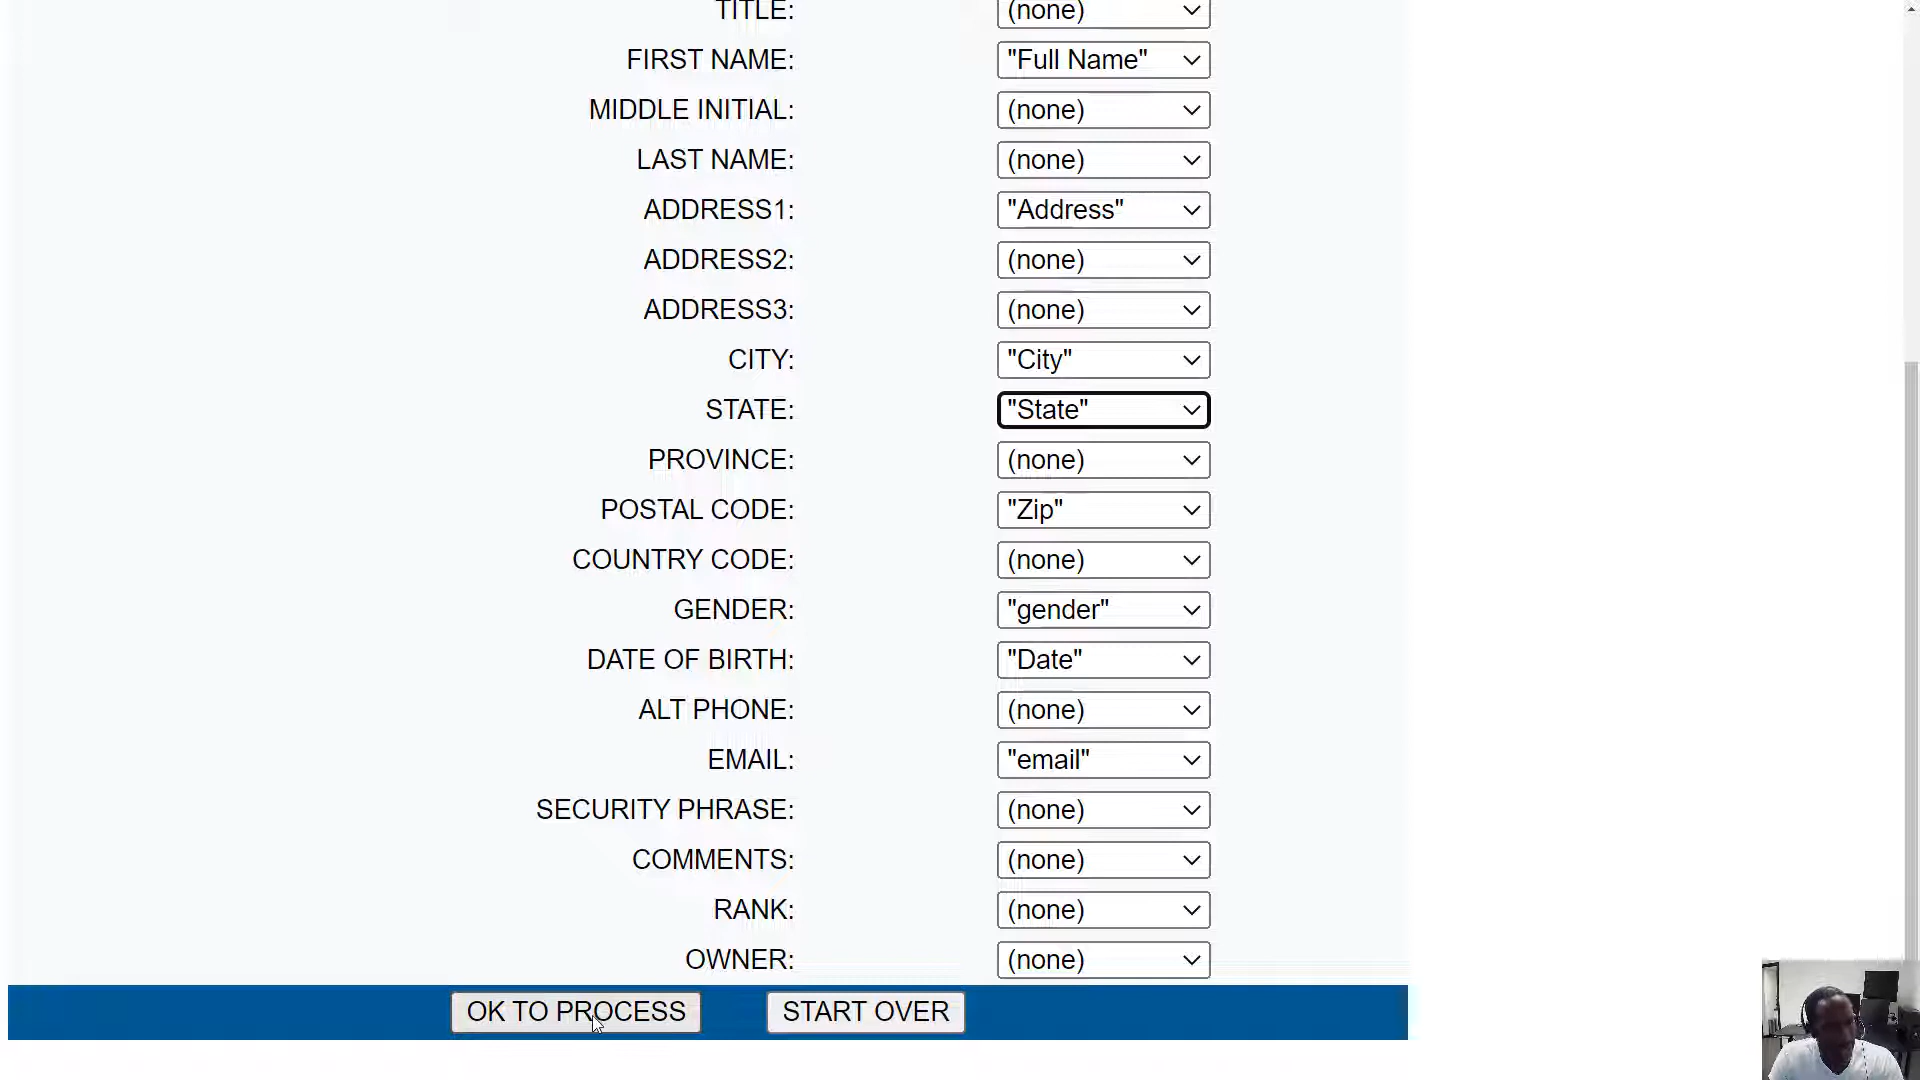 TITLE: (none)
FIRST NAME: "Full Name"
MIDDLE INITIAL: (none)
LAST NAME: (none)
ADDRESS1: "Address"
ADDRESS2: (none)
ADDRESS3: (none)
CITY: "City"
STATE: "State"
PROVINCE: (none)
POSTAL CODE: "Zip"
COUNTRY CODE: (none)
GENDER: "gender"
DATE OF BIRTH: "Date"
ALT PHONE: (none)
EMAIL: "email"
SECURITY PHRASE: (none)
COMMENTS: (none)
RANK: (none)
OWNER: (none)
OK TO PROCESS START OVER